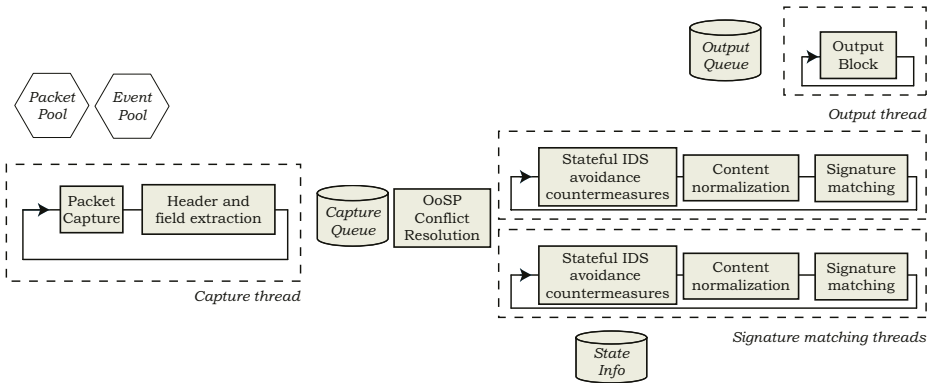 Output
Queue
Output
Block
Output thread
Packet
Pool
Event
Pool
Packet
Capture
Header and
field extraction
Capture thread
Capture
Queue
OoSP
Conflict
Resolution
Stateful IDS
avoidance
countermeasures
Content
normalization
Signature
matching
Stateful IDS
avoidance
countermeasures
Content
normalization
Signature
matching
Signature matching threads
State
Info